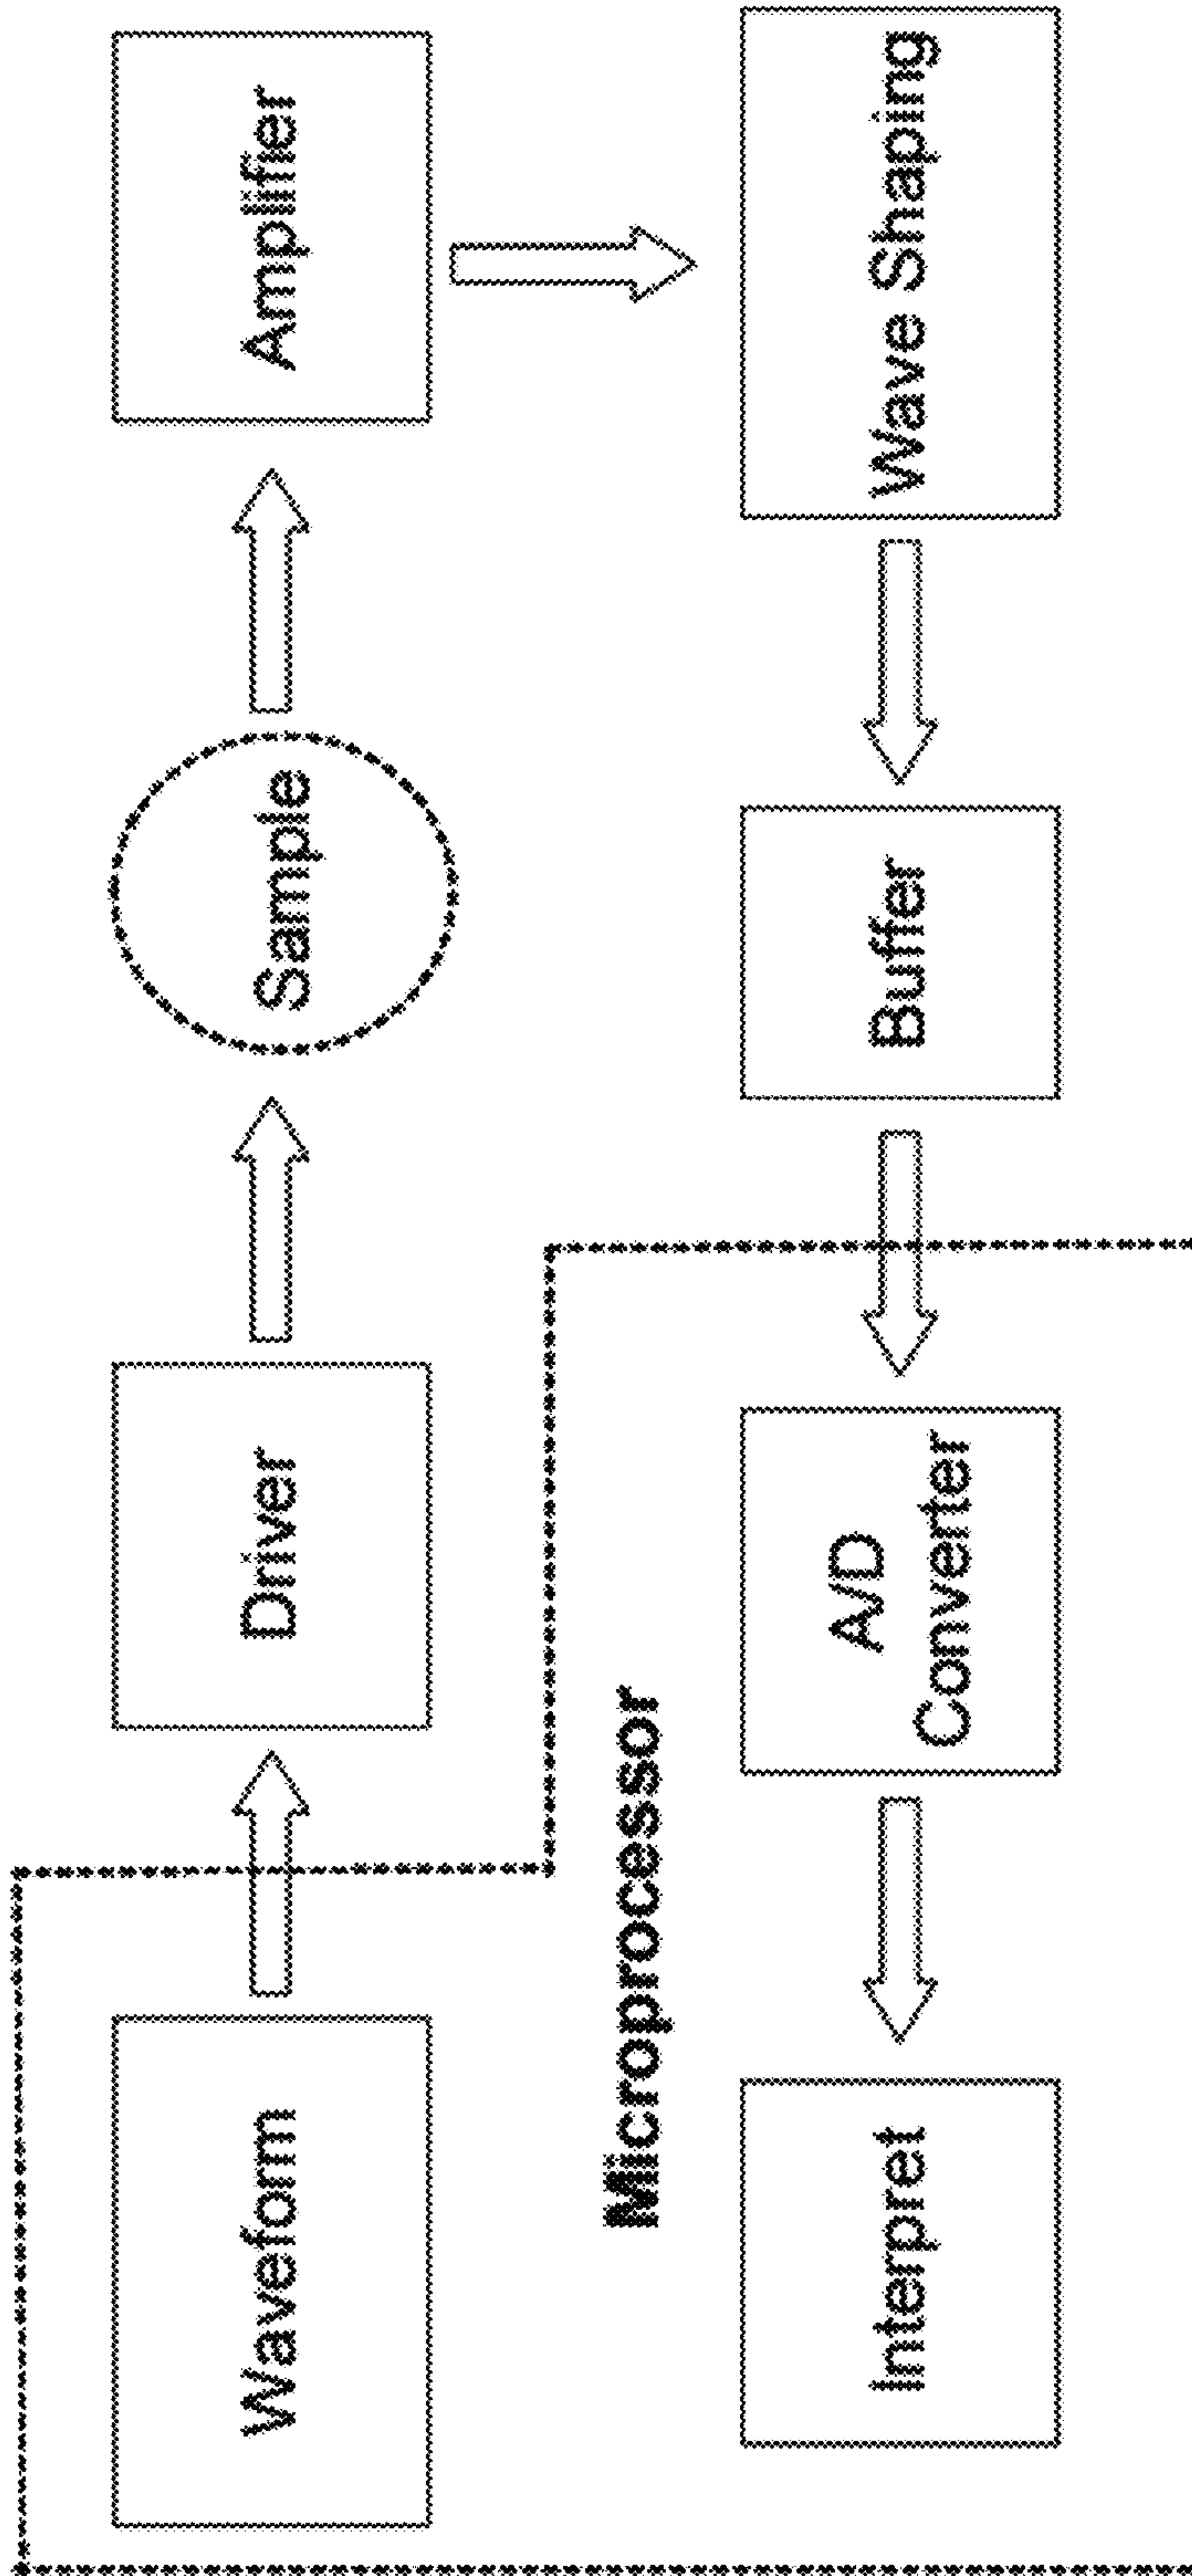 Waveform
Driver
Sample
Amplifier
Microprocessor
Interpret
A/D
Converter
Buffer
Wave Shaping